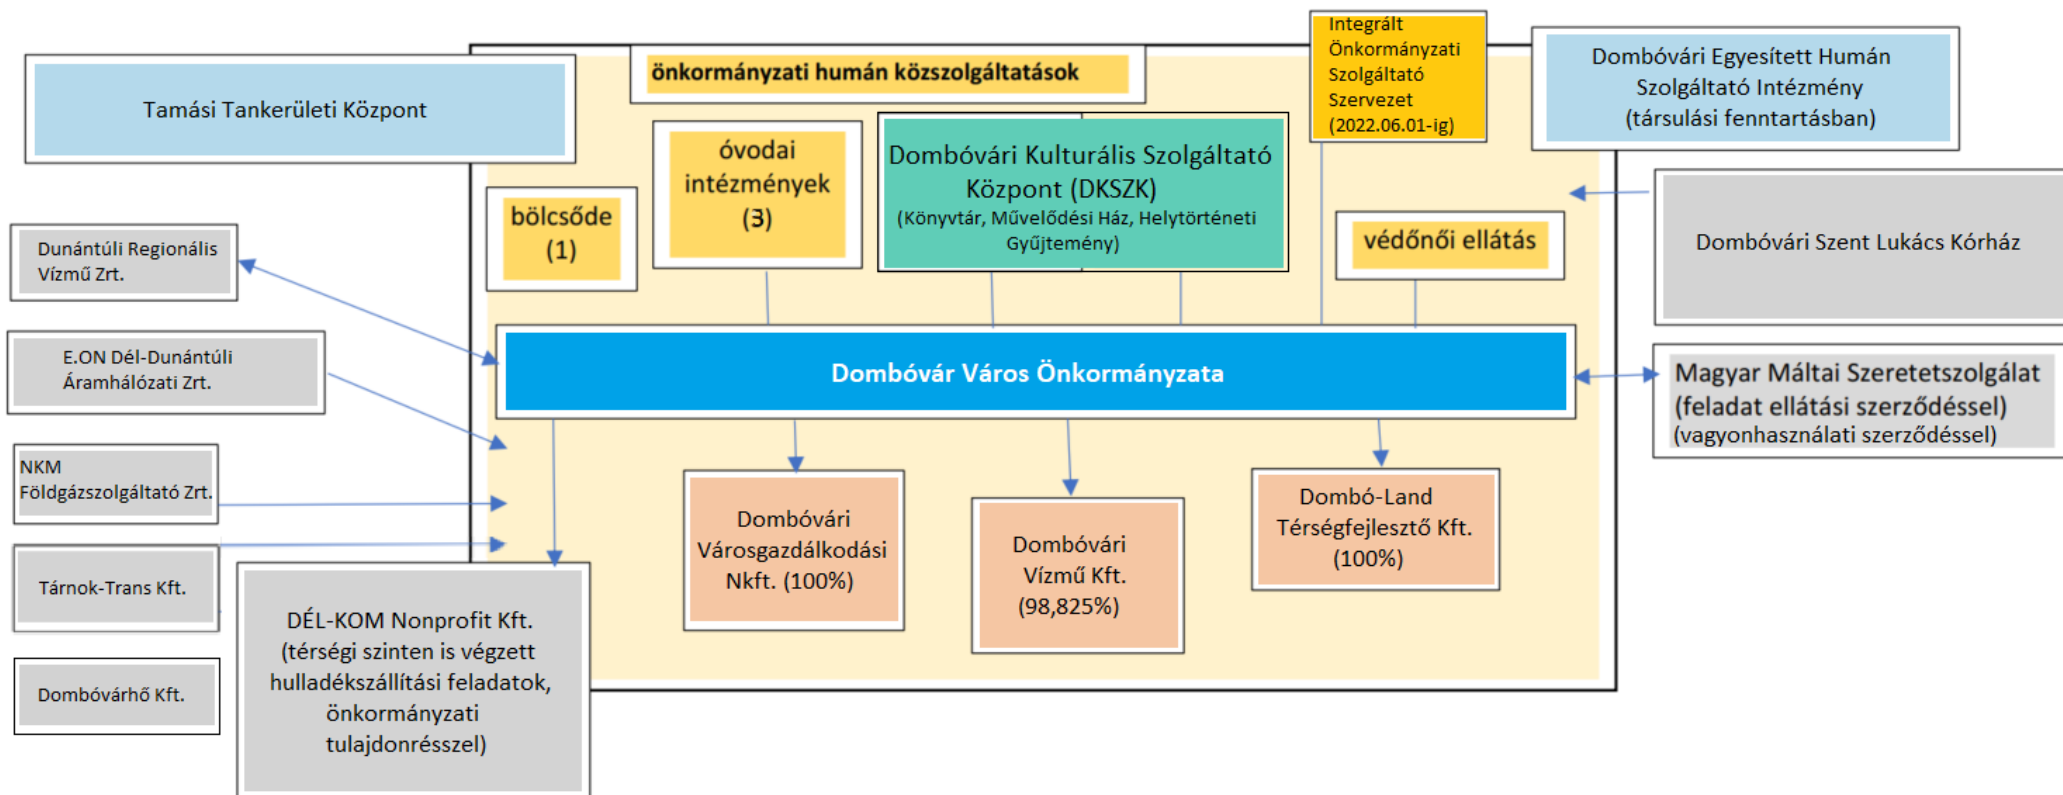 önkormányzati humán közszolgáltatások
Integrált
Önkormányzati
Szolgáltató
Szervezet
(2022.06.01-ig)
Dombóvári Egyesített Humán
Szolgáltató Intézmény
(társulási fenntartásban)
Tamási Tankerületi Központ
óvodai
intézmények
(3)
Dombóvári Kulturális Szolgáltató
Központ (DKSZK)
(Könyvtár, Művelődési Ház, Helytörténeti
Gyűjtemény)
bölcsőde
(1)
védőnői ellátás
Dombóvári Szent Lukács Kórház
Dunántúli Regionális
Vízmű Zrt.
E.ON Dél-Dunántúli
Áramhálózati Zrt.
Dombóvár Város Önkormányzata
Magyar Máltai Szeretetszolgálat
(feladat ellátási szerződéssel)
(vagyonhasználati szerződéssel)
NKM
Földgázszolgáltató Zrt.
Tárnok-Trans Kft.
Dombóvárhő Kft.
DÉL-KOM Nonprofit Kft.
(térségi szinten is végzett
hulladékszállítási feladatok,
önkormányzati
tulajdonrésszel)
Dombóvári
Városgazdálkodási
Nkft. (100%)
Dombóvári
Vízmű Kft.
(98,825%)
Dombó-Land
Térségfejlesztő Kft.
(100%)